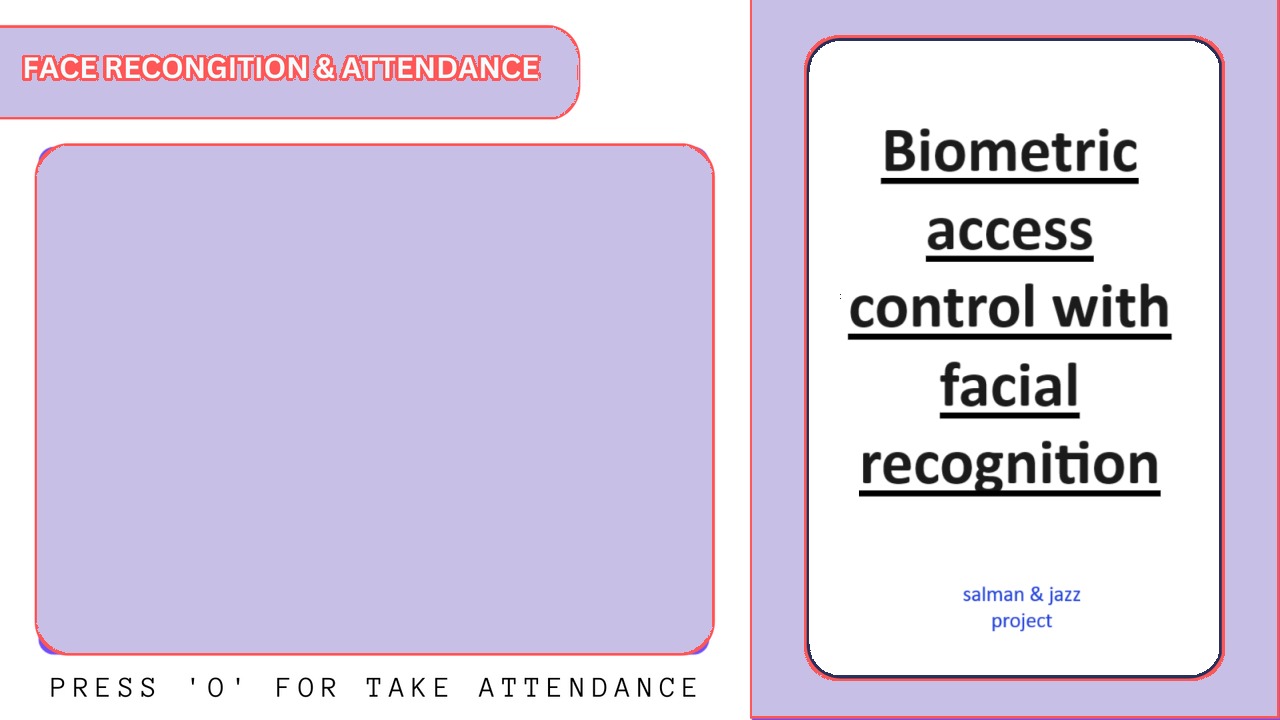 FACE RECONGITION & ATTENDANCE
PRESS 'O' FOR TAKE ATTENDANCE
Biometric
access
control with
facial
recognition
salman & jazz
project